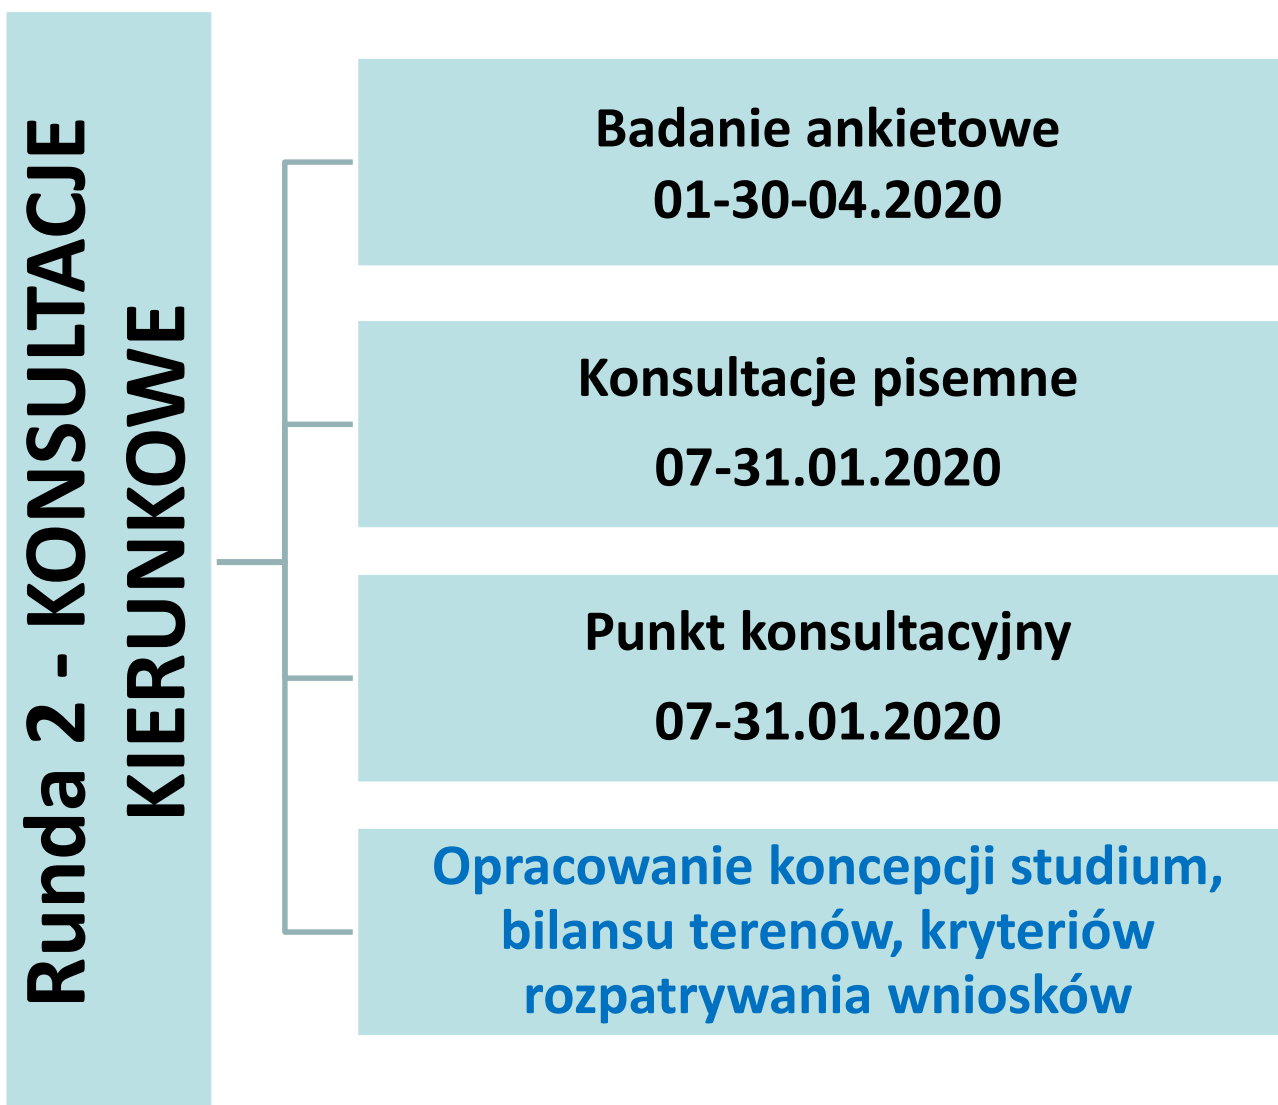 Runda 2 - KONSULTACJE
KIERUNKOWE
Badanie ankietowe
01-30-04.2020
Konsultacje pisemne
07-31.01.2020
Punkt konsultacyjny
07-31.01.2020
Opracowanie koncepcji studium,
bilansu terenów, kryteriów
rozpatrywania wniosków